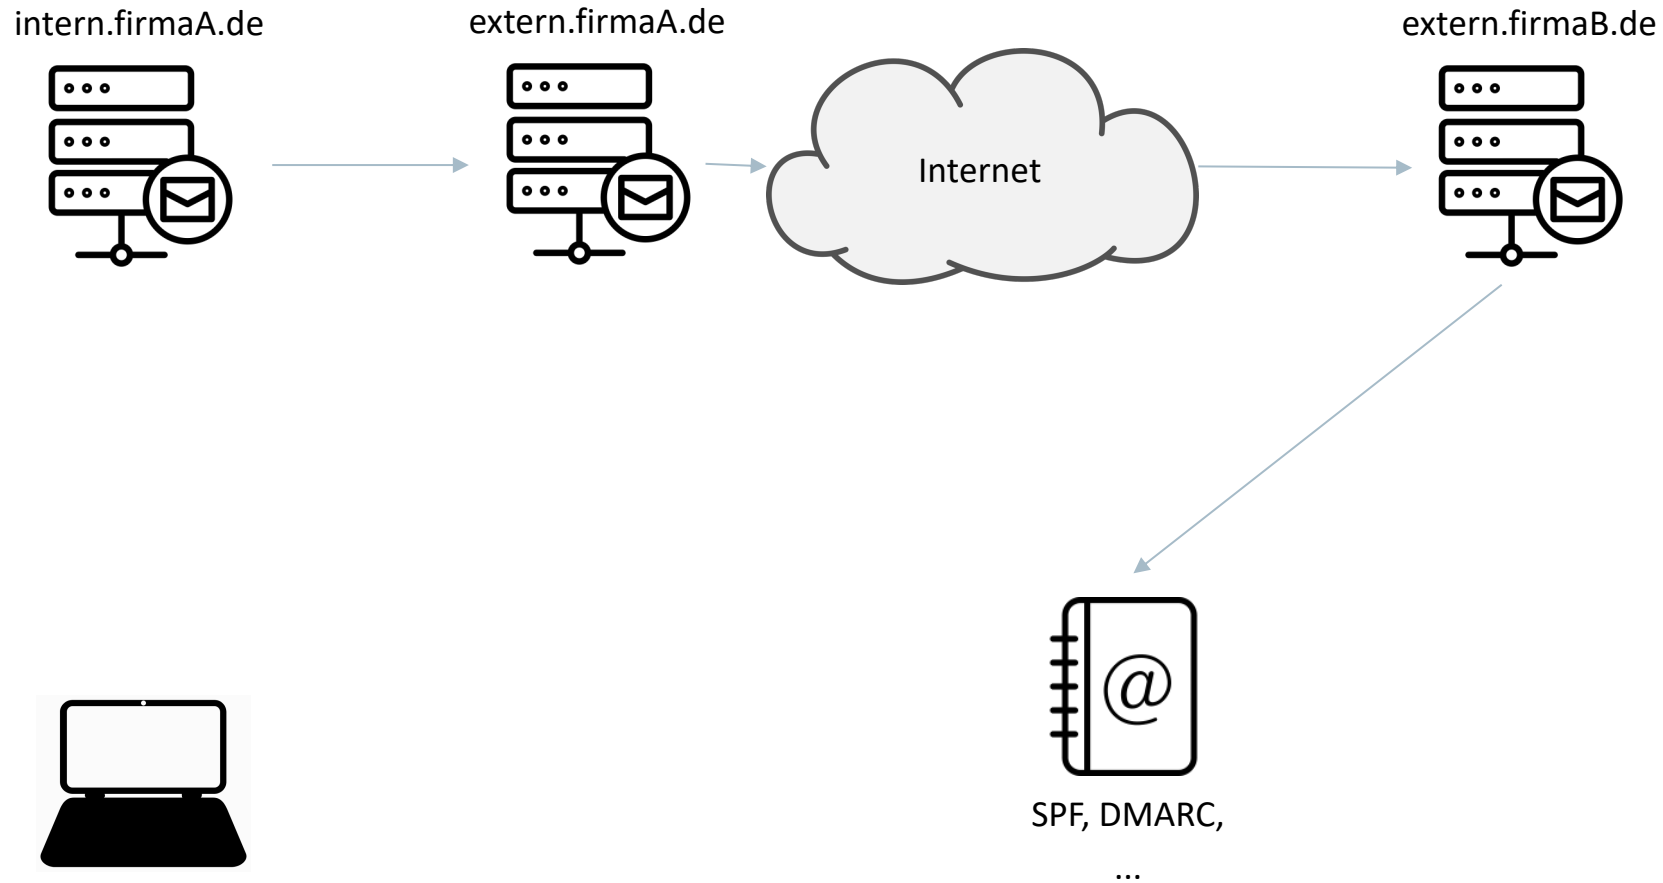 intern.firmaA.de
extern.firmaA.de
extern.firmaB.de
Internet
@
SPF, DMARC,
...